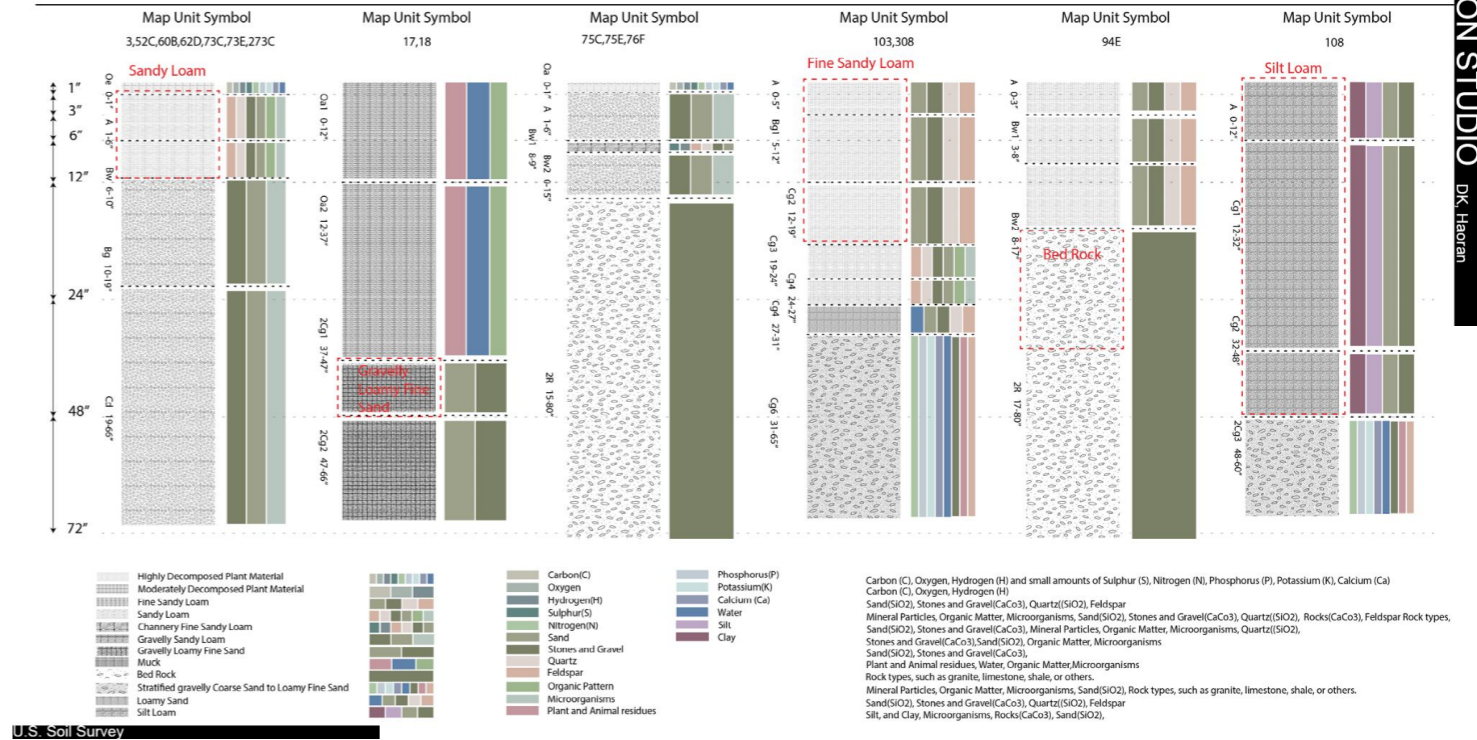 Map Unit Symbol
3,52C,60B,62D,73C,73E,273C
Map Unit Symbol
17,18
Map Unit Symbol
75C,75E,76F
Map Unit Symbol
103,308
Map Unit Symbol
94E
Map Unit Symbol
108
ON STUDIO DK, Haoran
1"
3"
6"
12"
24"
48"
72"
Sandy Loam
Oe 0-1"
A 1-6"
Bw 6-10"
Bg 10-19"
Cd 19-66"
Oa1 0-12"
Oa2 12-37"
2Cg1 37-47"
Gravelly
Loamy Fine
Sand
2Cg2 47-66"
Oa 0-1"
A 1-6"
Bw1 8-9"
Bw2 0-15"
2R 15-80"
Fine Sandy Loam
A 0-5"
Bg1 5-12"
Cg2 12-19"
Cg3 19-24"
Cg4 24-27"
Cg4 27-31"
Cg6 31-65"
A 0-3"
Bw1 3-8"
Bw2 8-17"
Bed Rock
2R 17-80"
Silt Loam
A 0-12"
Cg1 12-32"
Cg2 32-48"
2Cg3 48-60"
Highly Decomposed Plant Material
Moderately Decomposed Plant Material
Fine Sandy Loam
Sandy Loam
Channery Fine Sandy Loam
Gravelly Sandy Loam
Gravelly Loamy Fine Sand
Muck
Bed Rock
Stratified gravelly Coarse Sand to Loamy Fine Sand
Loamy Sand
Silt Loam
Carbon(C)
Oxygen
Hydrogen(H)
Sulphur(S)
Nitrogen(N)
Sand
Stones and Gravel
Quartz
Feldspar
Organic Pattern
Microorganisms
Plant and Animal residues
Phosphorus(P)
Potassium(K)
Calcium (Ca)
Water
Silt
Clay
Carbon (C), Oxygen, Hydrogen (H) and small amounts of Sulphur (S), Nitrogen (N), Phosphorus (P), Potassium (K), Calcium (Ca)
Carbon (C), Oxygen, Hydrogen (H)
Sand(SiO2), Stones and Gravel(CaCo3), Quartz((SiO2), Feldspar
Mineral Particles, Organic Matter, Microorganisms, Sand(SiO2), Stones and Gravel(CaCo3), Quartz((SiO2), Rocks(CaCo3), Feldspar Rock types,
Sand(SiO2), Stones and Gravel(CaCo3), Mineral Particles, Organic Matter, Microorganisms, Quartz((SiO2),
Stones and Gravel(CaCo3),Sand(SiO2), Organic Matter, Microorganisms
Sand(SiO2), Stones and Gravel(CaCo3),
Plant and Animal residues, Water, Organic Matter,Microorganisms
Rock types, such as granite, limestone, shale, or others.
Mineral Particles, Organic Matter, Microorganisms, Sand(SiO2), Rock types, such as granite, limestone, shale, or others.
Sand(SiO2), Stones and Gravel(CaCo3), Quartz((SiO2), Feldspar
Silt, and Clay, Microorganisms, Rocks(CaCo3), Sand(SiO2),
U.S. Soil Survey